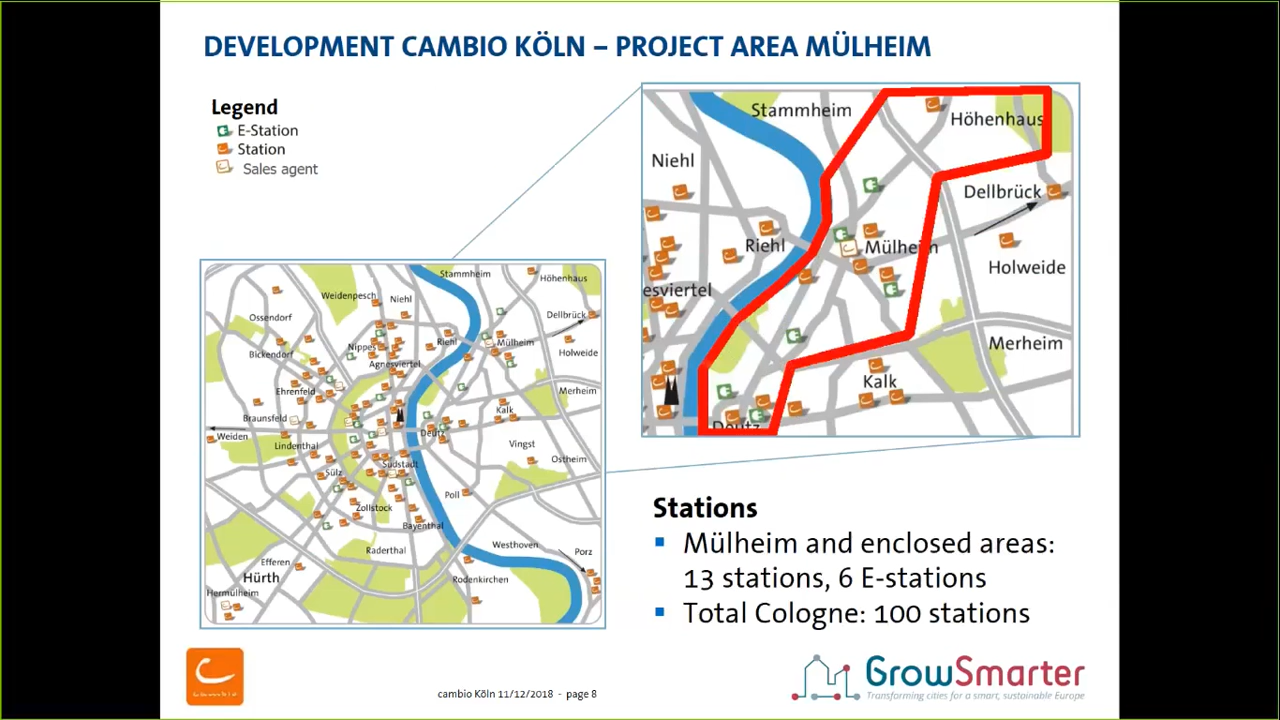 DEVELOPMENT CAMBIO KÖLN – PROJECT AREA MÜLHEIM
Legend
E-Station
Station
Sales agent
Stammheim
Höhenhaus
Niehl
Dellbrück
Riehl
Mülheim
Holweide
esviertel
Merheim
Kalk
Deutz
Stammheim
Höhenhaus
Weidenpesch
Niehl
Ossendorf
Dellbrück
Riehl
Mülheim
Nippes
Bickendorf
Holweide
Agnesviertel
Ehrenfeld
Merheim
Kalk
Braunsfeld
Deutz
Weiden
Lindenthal
Vingst
Ostheim
Südstadt
Sülz
Poll
Zollstock
Bayenthal
Raderthal
Westhoven
Porz
Efferen
Hürth
Rodenkirchen
Hermülheim
Stations
Mülheim and enclosed areas:
13 stations, 6 E-stations
Total Cologne: 100 stations
cambio Köln 11/12/2018 - page 8
GrowSmarter
Transforming cities for a smart, sustainable Europe